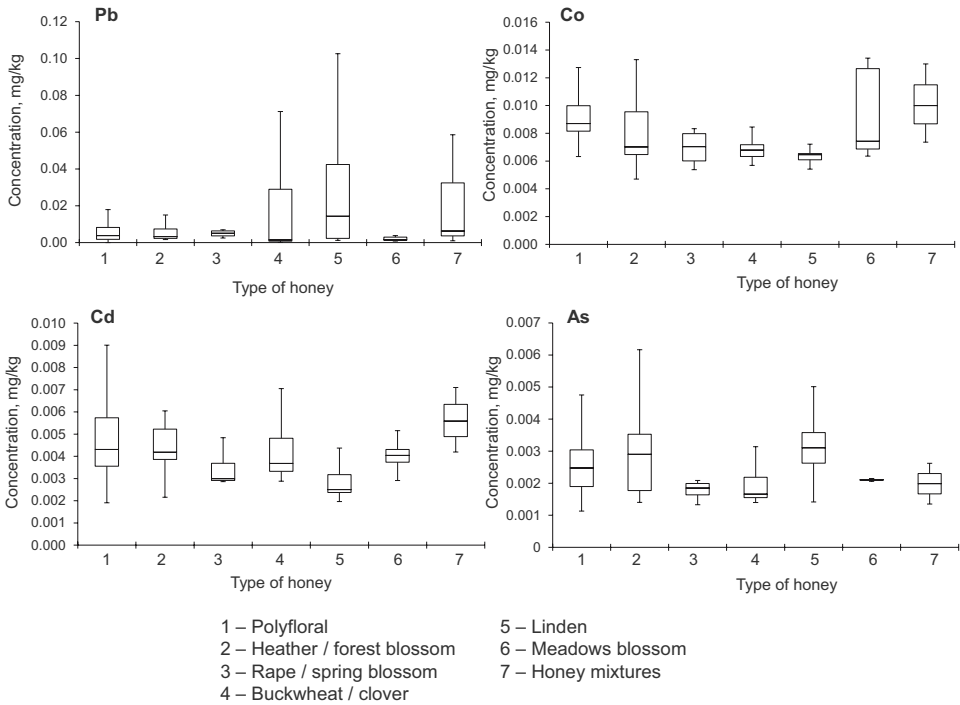 Pb
Concentration, mg/kg
0.12
0.10
0.08
0.06
0.04
0.02
0.00
1 2 3 4 5 6 7
Type of honey
Co
Concentration, mg/kg
0.016
0.014
0.012
0.010
0.008
0.006
0.004
0.002
0.000
1 2 3 4 5 6 7
Type of honey
Cd
Concentration, mg/kg
0.010
0.009
0.008
0.007
0.006
0.005
0.004
0.003
0.002
0.001
0.000
1 2 3 4 5 6 7
Type of honey
As
Concentration, mg/kg
0.007
0.006
0.005
0.004
0.003
0.002
0.001
0
1 2 3 4 5 6 7
Type of honey
1 – Polyfloral
2 – Heather / forest blossom
3 – Rape / spring blossom
4 – Buckwheat / clover
5 – Linden
6 – Meadows blossom
7 – Honey mixtures